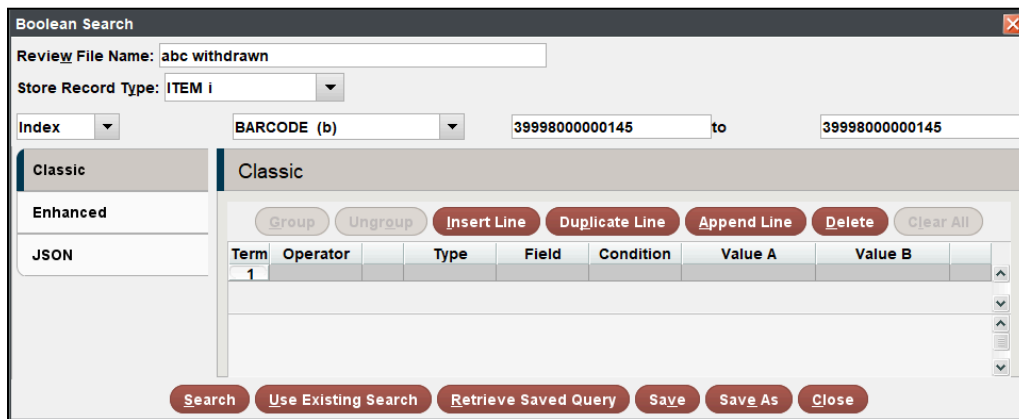 Boolean Search
Review File Name: abc withdrawn
Store Record Type: ITEM i
Index BARCODE (b) 39998000000145 to 39998000000145
Classic
Enhanced
JSON
Classic
Group Ungroup Insert Line Duplicate Line Append Line Delete Clear All
Term Operator Type Field Condition Value A Value B
1
Search Use Existing Search Retrieve Saved Query Save Save As Close